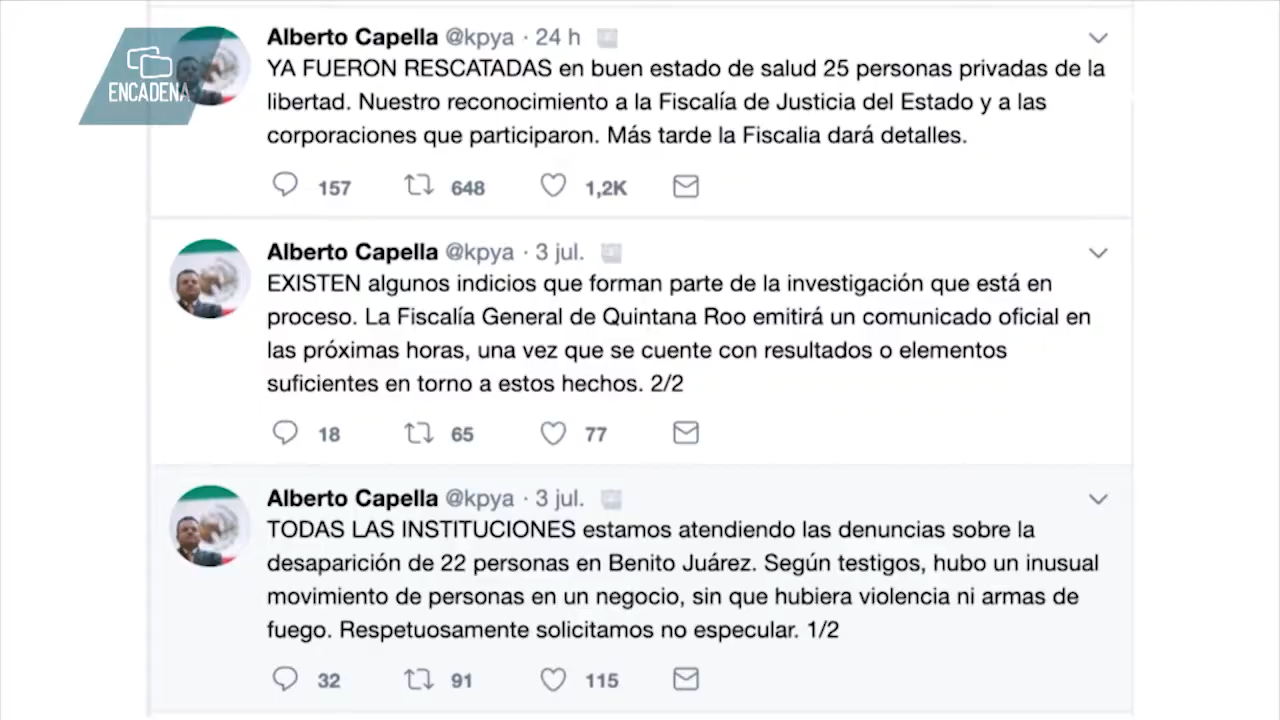 ENCADENA
Alberto Capella @kpya · 24 h
YA FUERON RESCATADAS en buen estado de salud 25 personas privadas de la
libertad. Nuestro reconocimiento a la Fiscalía de Justicia del Estado y a las
corporaciones que participaron. Más tarde la Fiscalia dará detalles.
157 648 1,2K
Alberto Capella @kpya · 3 jul.
EXISTEN algunos indicios que forman parte de la investigación que está en
proceso. La Fiscalía General de Quintana Roo emitirá un comunicado oficial en
las próximas horas, una vez que se cuente con resultados o elementos
suficientes en torno a estos hechos. 2/2
18 65 77
Alberto Capella @kpya · 3 jul.
TODAS LAS INSTITUCIONES estamos atendiendo las denuncias sobre la
desaparición de 22 personas en Benito Juárez. Según testigos, hubo un inusual
movimiento de personas en un negocio, sin que hubiera violencia ni armas de
fuego. Respetuosamente solicitamos no especular. 1/2
32 91 115